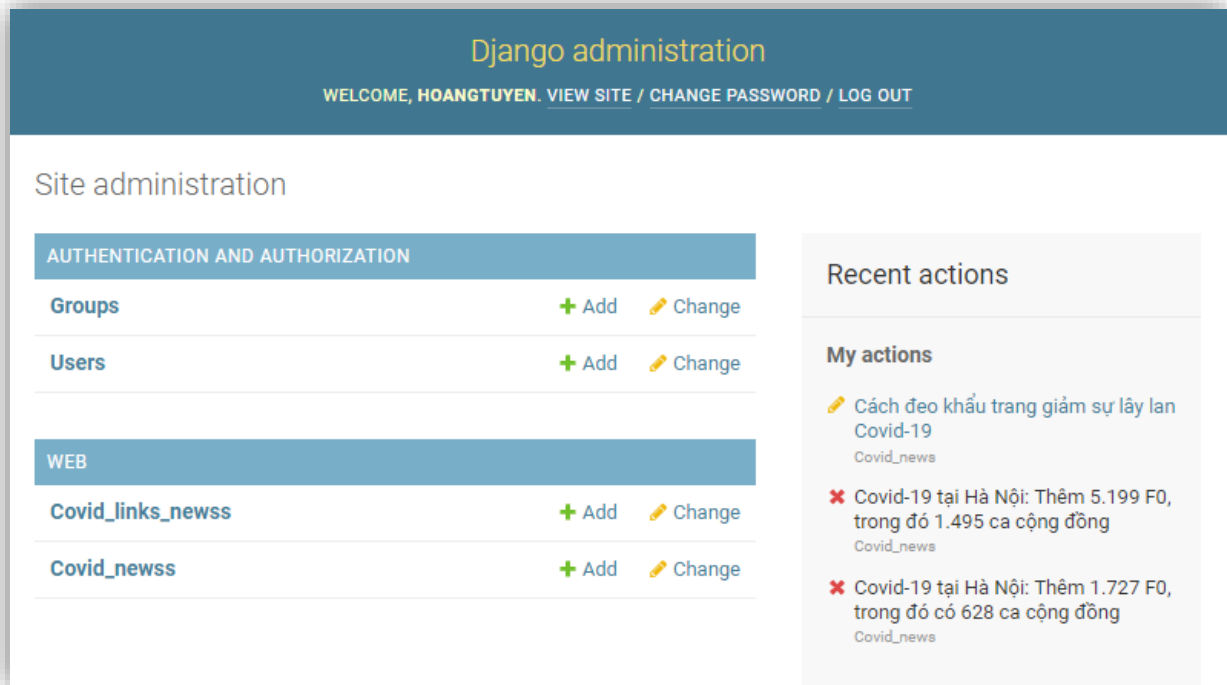 Django administration
WELCOME, HOANGTUYEN. VIEW SITE / CHANGE PASSWORD / LOG OUT
Site administration
AUTHENTICATION AND AUTHORIZATION
Groups Add Change
Users Add Change
WEB
Covid_links_newss Add Change
Covid_newss Add Change
Recent actions
My actions
Cách đeo khẩu trang giảm sự lây lan
Covid-19
Covid_news
Covid-19 tại Hà Nội: Thêm 5.199 F0,
trong đó 1.495 ca cộng đồng
Covid_news
Covid-19 tại Hà Nội: Thêm 1.727 F0,
trong đó có 628 ca cộng đồng
Covid_news